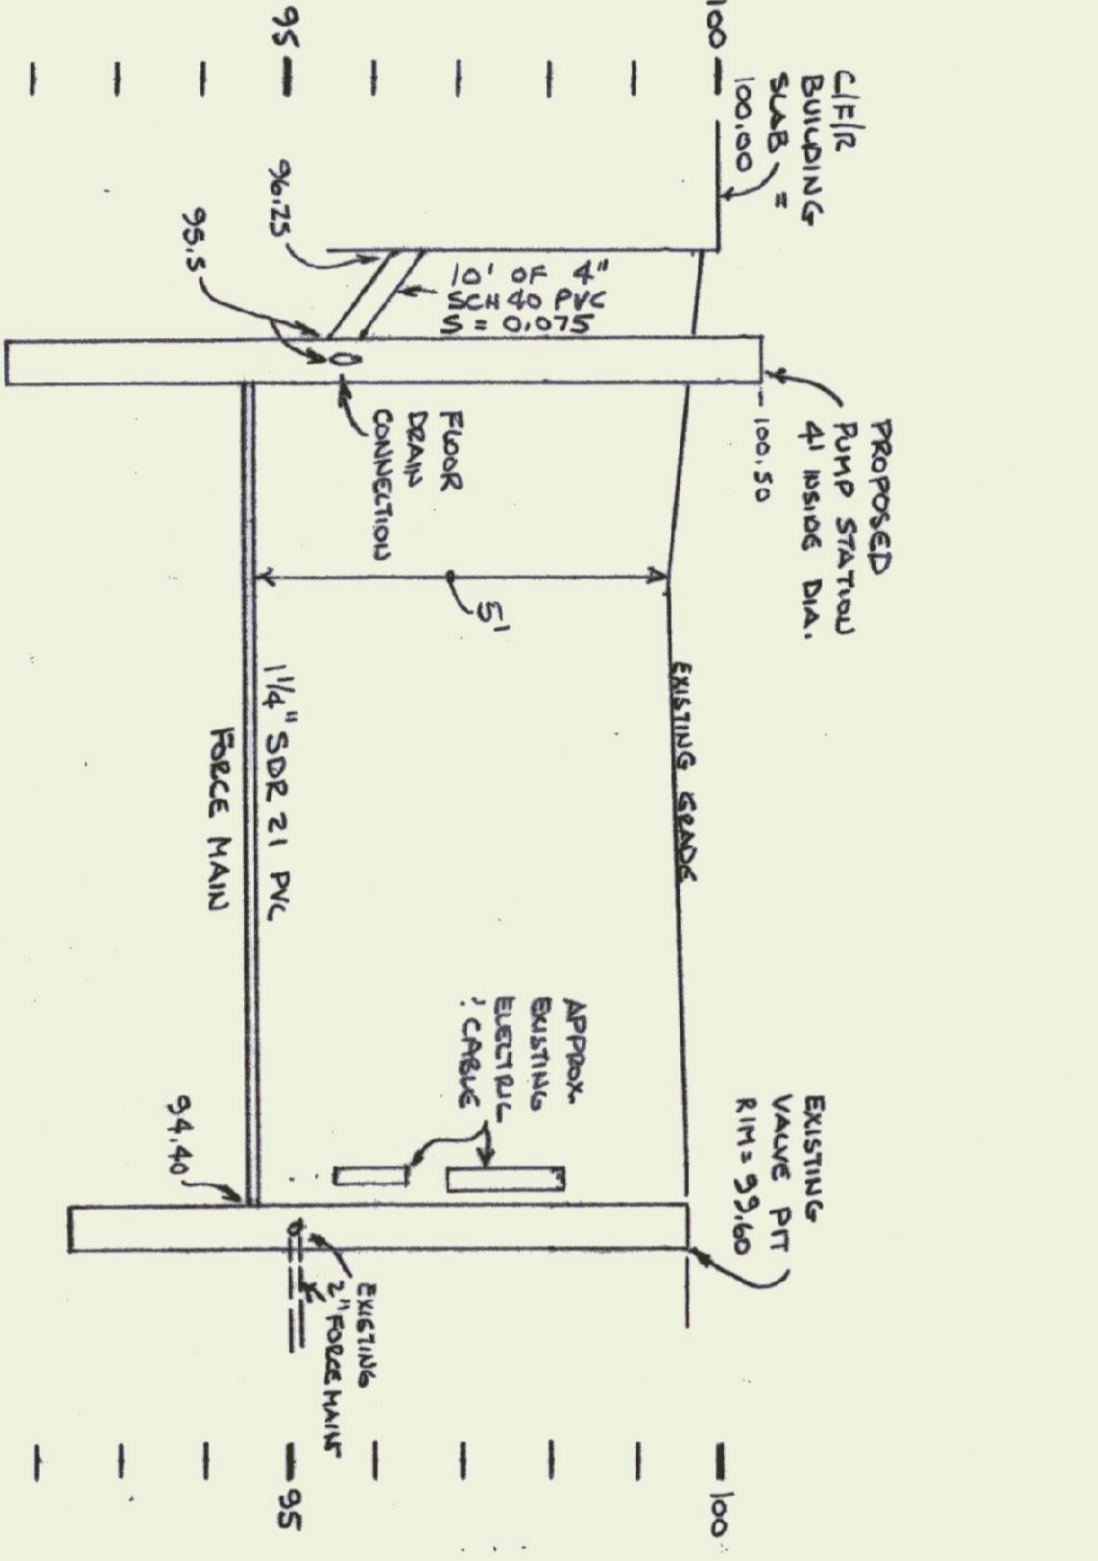 100
95
C/F/R
BUILDING
SLAB =
100.00
96.25
95.5
10' OF 4"
SCH 40 PVC
S = 0.075
PROPOSED
PUMP STATION
4' INSIDE DIA.
100.50
FLOOR
DRAIN
CONNECTION
5'
EXISTING GRADE
1 1/4" SDR 21 PVC
FORCE MAIN
APPROX.
EXISTING
ELECTRIC
& CABLE
EXISTING
VALVE PIT
RIM = 99.60
94.40
EXISTING
2" FORCE MAIN
100
95